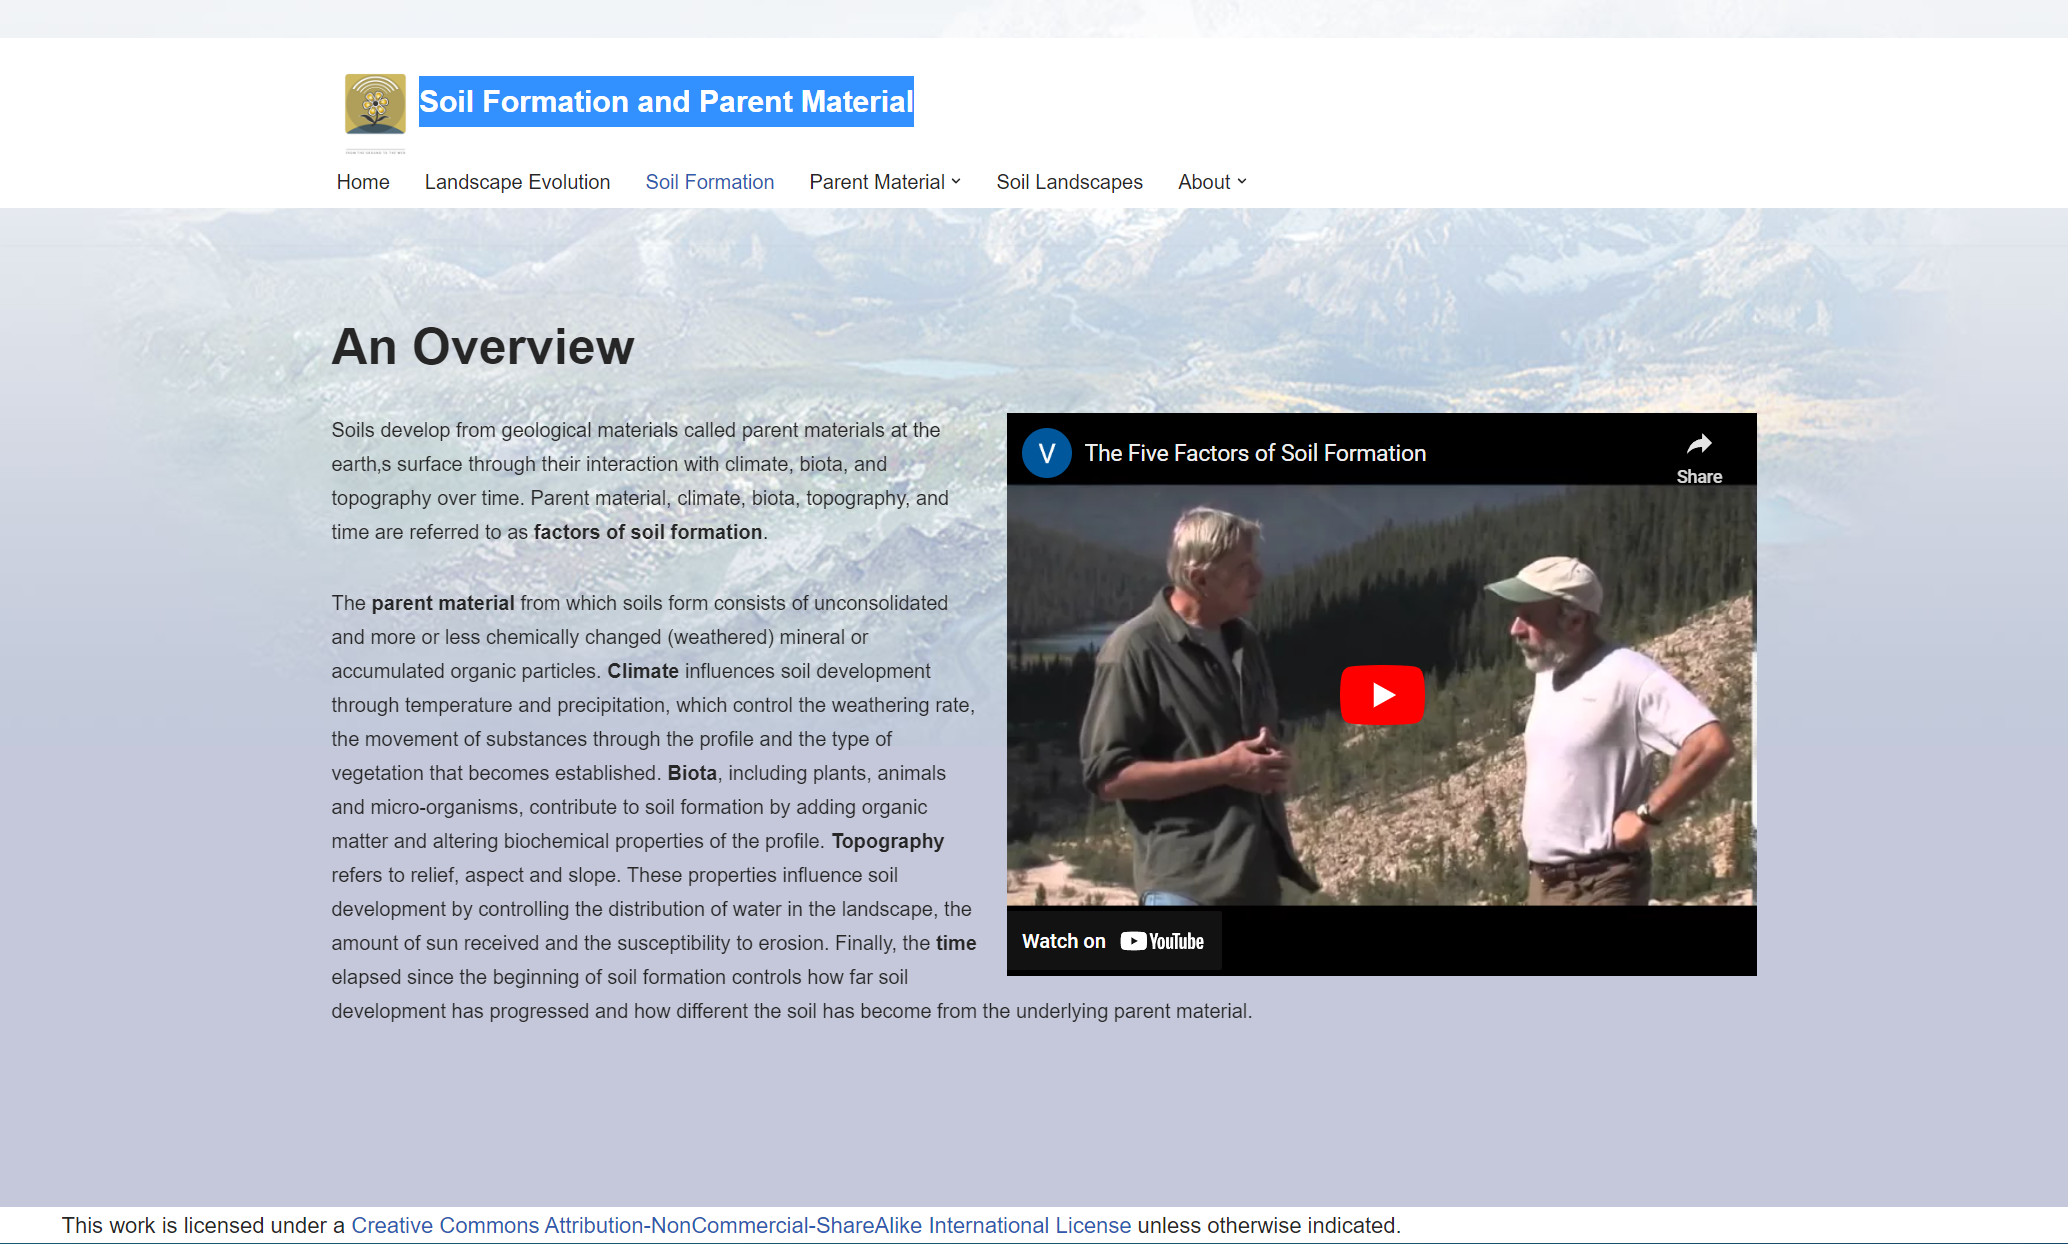 Soil Formation and Parent Material
Home Landscape Evolution Soil Formation Parent Material Soil Landscapes About
An Overview
Soils develop from geological materials called parent materials at the
earth,s surface through their interaction with climate, biota, and
topography over time. Parent material, climate, biota, topography, and
time are referred to as factors of soil formation.
The parent material from which soils form consists of unconsolidated
and more or less chemically changed (weathered) mineral or
accumulated organic particles. Climate influences soil development
through temperature and precipitation, which control the weathering rate,
the movement of substances through the profile and the type of
vegetation that becomes established. Biota, including plants, animals
and micro-organisms, contribute to soil formation by adding organic
matter and altering biochemical properties of the profile. Topography
refers to relief, aspect and slope. These properties influence soil
development by controlling the distribution of water in the landscape, the
amount of sun received and the susceptibility to erosion. Finally, the time
elapsed since the beginning of soil formation controls how far soil
development has progressed and how different the soil has become from the underlying parent material.
V The Five Factors of Soil Formation
Share
Watch on YouTube
This work is licensed under a Creative Commons Attribution-NonCommercial-ShareAlike International License unless otherwise indicated.